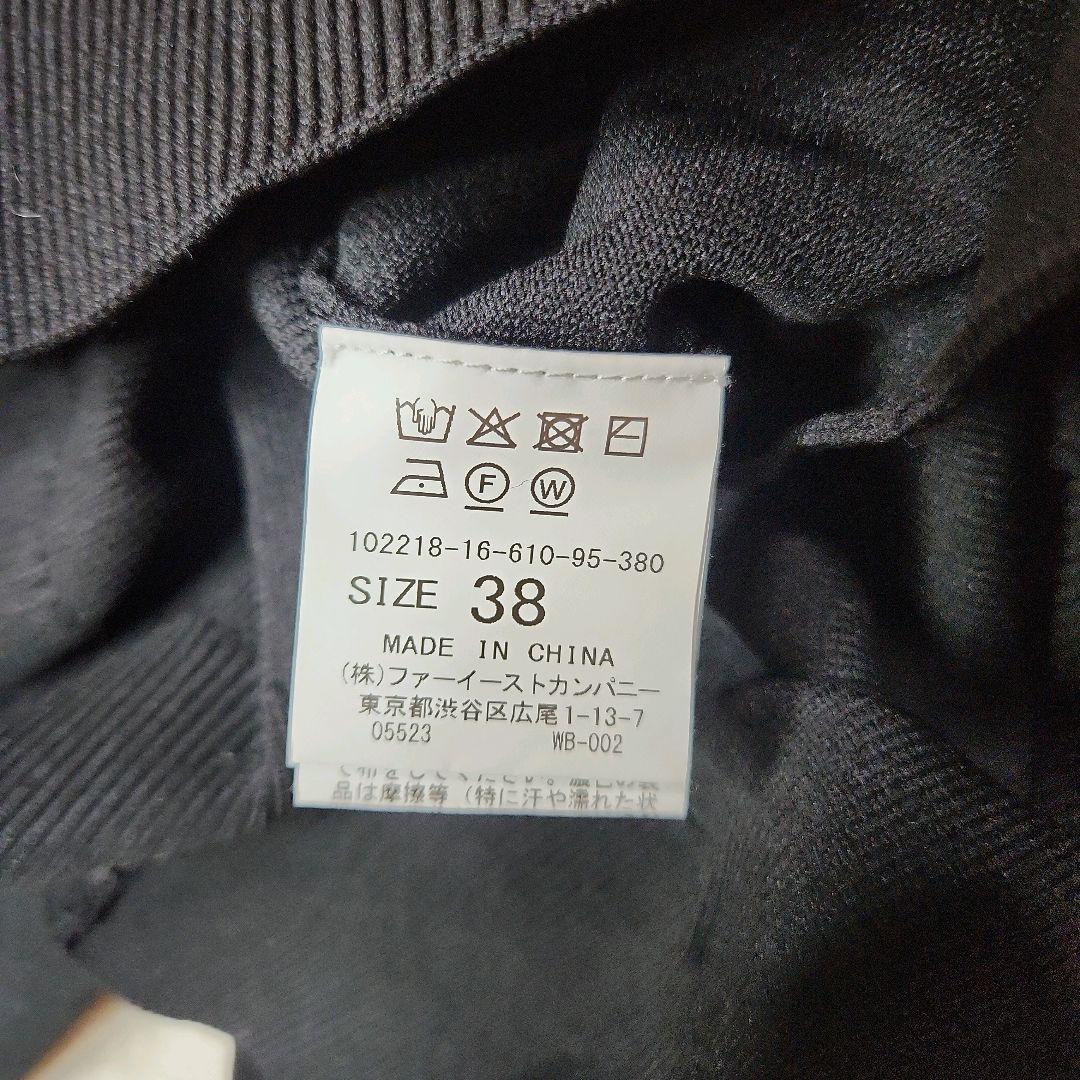 F W
102218-16-610-95-380
SIZE 38
MADE IN CHINA
(株)ファーイーストカンパニー
東京都渋谷区広尾1-13-7
05523 WB-002
品は摩擦等 (特に汗や濡れた状